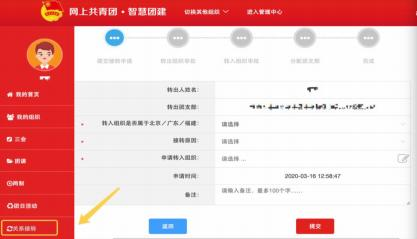 网上共青团·智慧团建 切换其他组织 进入管理中心
提交接转申请 转出组织审批 转入组织审批 分配团支部 完成
转出人姓名:
转出团支部:
* 转入组织是否属于北京／广东／福建: 请选择
* 接转原因: 请选择
* 申请转入组织: 请选择
申请时间: 2020-03-16 12:58:47
备注: 请输入备注，最多100个字……
返回 提交
我的首页
我的组织
三会
团课
团日活动
关系接转